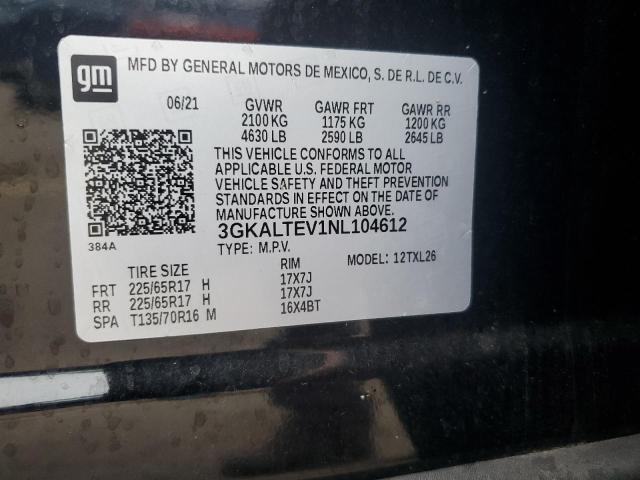 gm
MFD BY GENERAL MOTORS DE MEXICO, S. DE R.L. DE C.V.
06/21 GVWR GAWR FRT GAWR RR
2100 KG 1175 KG 1200 KG
4630 LB 2590 LB 2645 LB
THIS VEHICLE CONFORMS TO ALL
APPLICABLE U.S. FEDERAL MOTOR
VEHICLE SAFETY AND THEFT PREVENTION
STANDARDS IN EFFECT ON THE DATE OF
MANUFACTURE SHOWN ABOVE.
384A 3GKALTEV1NL104612
TYPE: M.P.V. MODEL: 12TXL26
TIRE SIZE RIM
FRT 225/65R17 H 17X7J
RR 225/65R17 H 17X7J
SPA T135/70R16 M 16X4BT